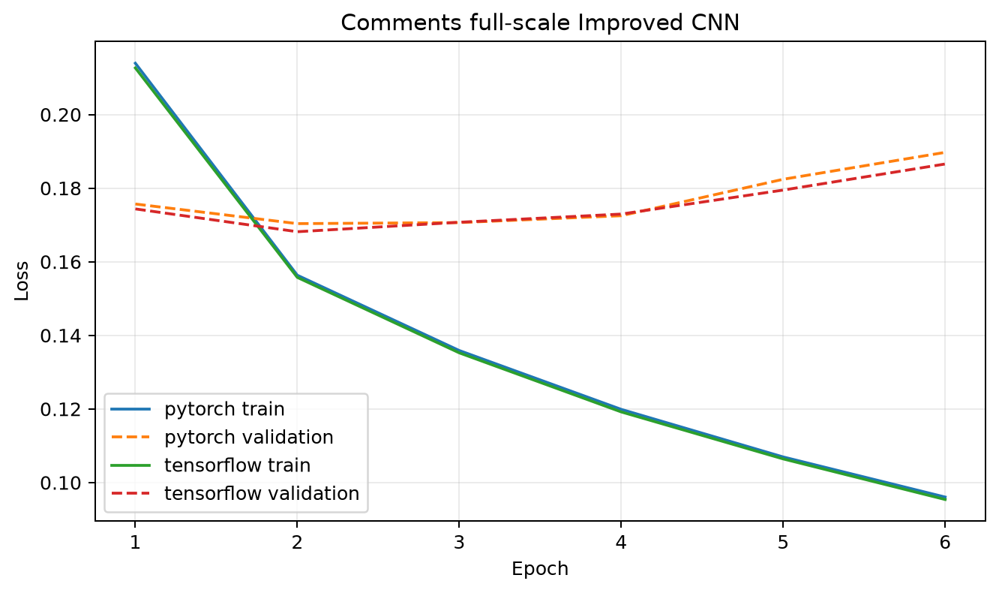 Comments full-scale Improved CNN
0.20
0.18
0.16
0.14
0.12
0.10
Loss
pytorch train
pytorch validation
tensorflow train
tensorflow validation
1 2 3 4 5 6
Epoch